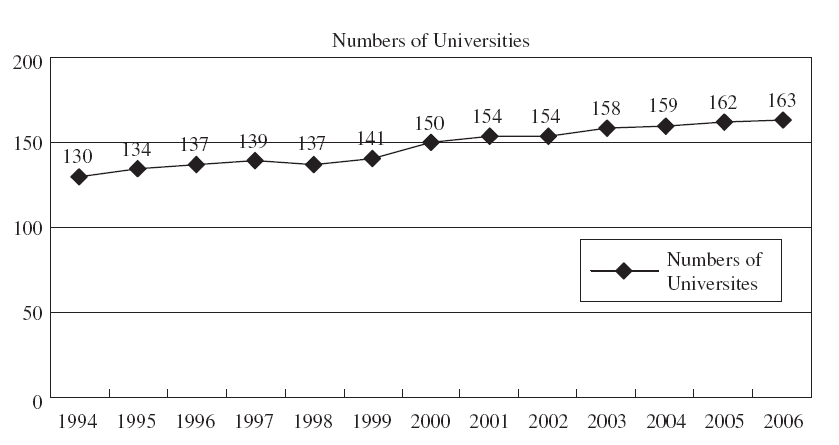 Numbers of Universities
200
150
100
50
0
130 134 137 139 137 141 150 154 154 158 159 162 163
Numbers of
Universites
1994 1995 1996 1997 1998 1999 2000 2001 2002 2003 2004 2005 2006